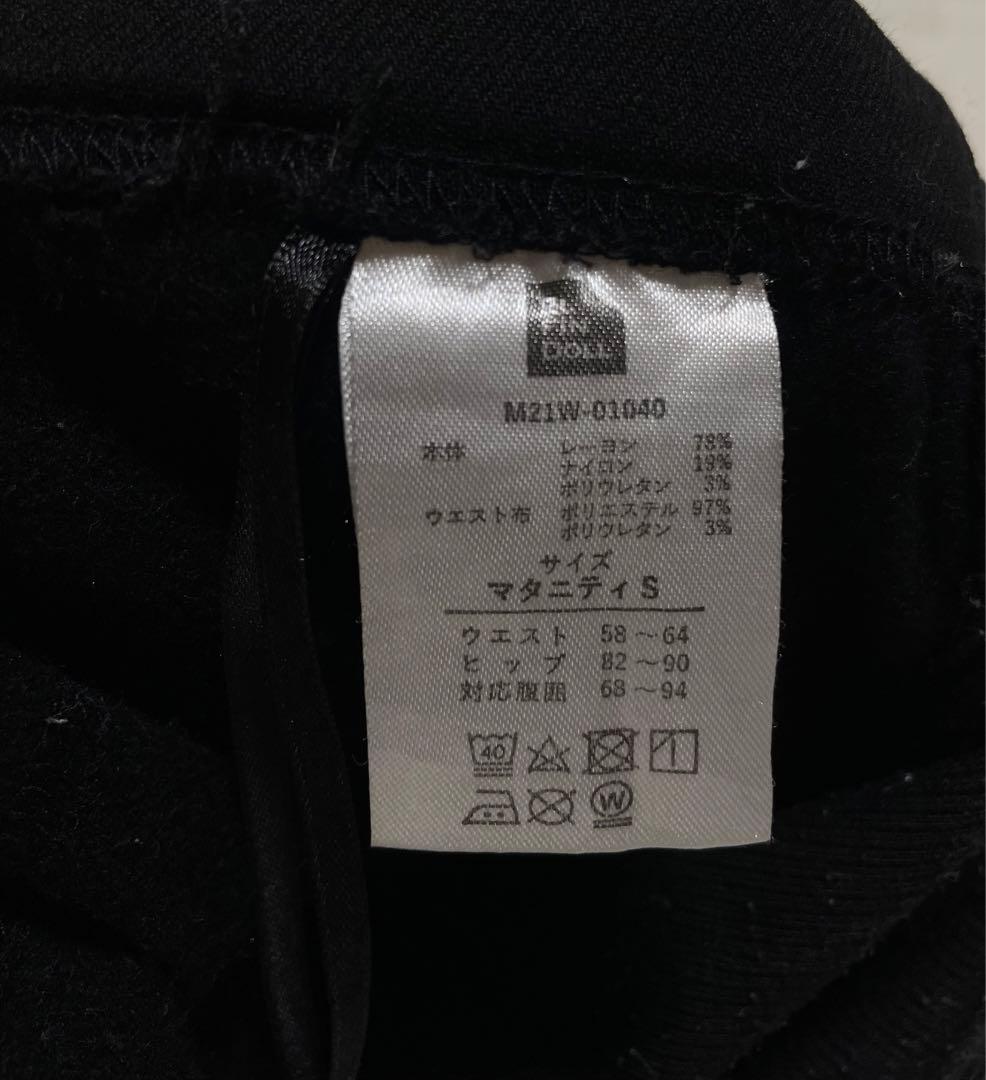 PIN
DOLL
M21W-01040
本体 レーヨン 78%
ナイロン 19%
ポリウレタン 3%
ウエスト布 ポリエステル 97%
ポリウレタン 3%
サイズ
マタニティ S
ウエスト 58～64
ヒップ 82～90
対応腹囲 68～94
40
W